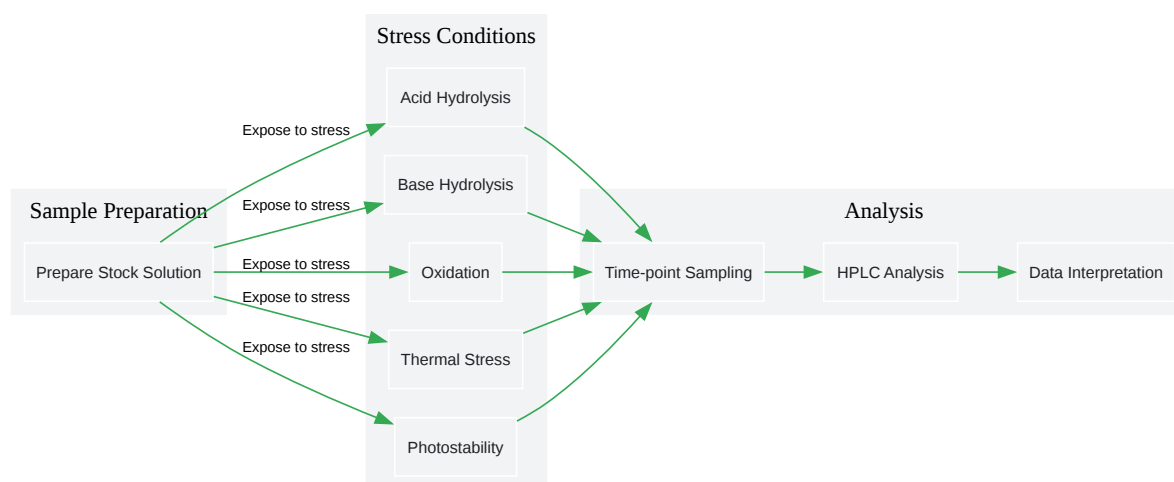 Stress Conditions
Acid Hydrolysis
Expose to stress
Base Hydrolysis
Expose to stress
Sample Preparation
Analysis
Prepare Stock Solution
Expose to stress
Oxidation
Time-point Sampling
HPLC Analysis
Data Interpretation
Expose to stress
Expose to stress
Thermal Stress
Photostability